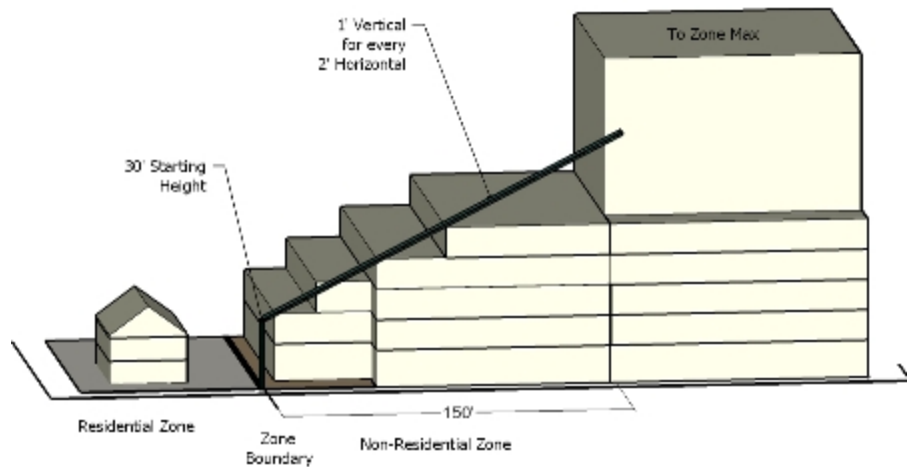 1' Vertical
for every
2' Horizontal
To Zone Max
30' Starting
Height
150'
Residential Zone
Zone
Boundary
Non-Residential Zone